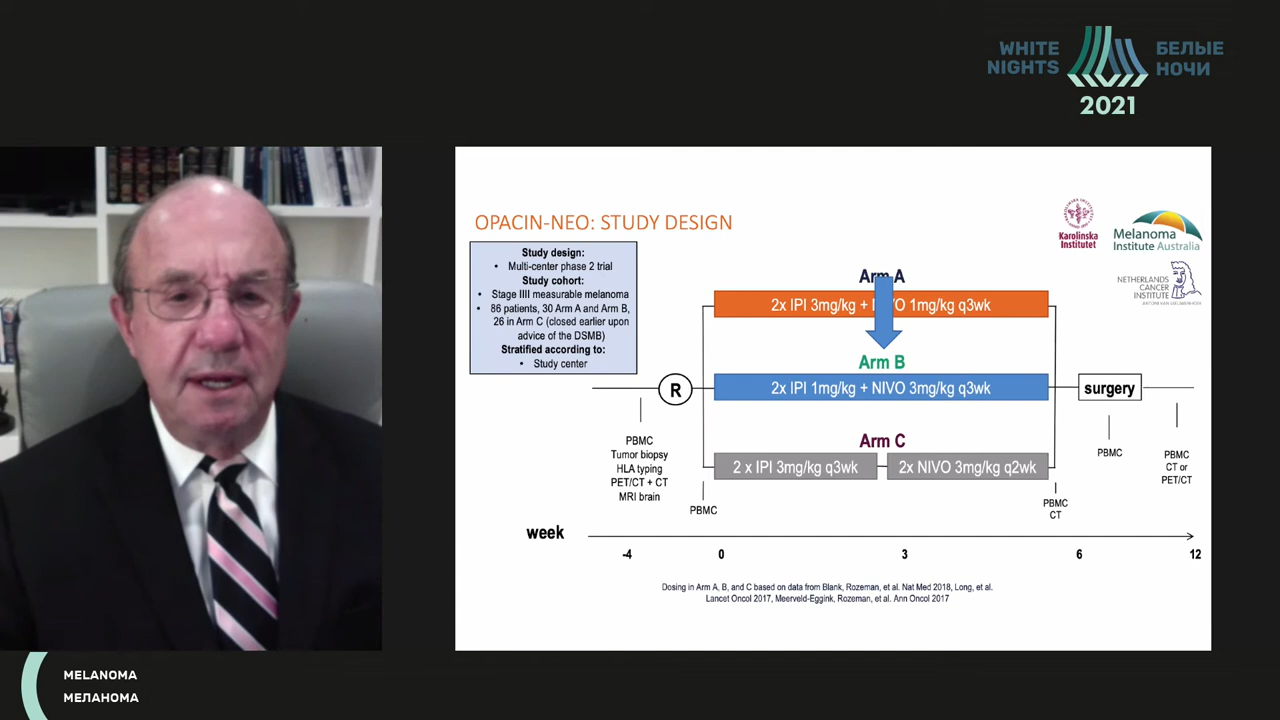 WHITE NIGHTS
БЕЛЫЕ НОЧИ
2021
OPACIN-NEO: STUDY DESIGN
Karolinska Institutet
Melanoma
Institute Australia
NETHERLANDS
CANCER
INSTITUTE
Study design:
• Multi-center phase 2 trial
Study cohort:
• Stage IIII measurable melanoma
• 86 patients, 30 Arm A and Arm B,
26 in Arm C (closed earlier upon
advice of the DSMB)
Stratified according to:
• Study center
Arm A
2x IPI 3mg/kg + NIVO 1mg/kg q3wk
Arm B
R
2x IPI 1mg/kg + NIVO 3mg/kg q3wk
surgery
Arm C
2 x IPI 3mg/kg q3wk
2x NIVO 3mg/kg q2wk
PBMC
Tumor biopsy
HLA typing
PET/CT + CT
MRI brain
PBMC
PBMC
CT
PBMC
PBMC
CT or
PET/CT
week
-4 0 3 6 12
Dosing in Arm A, B, and C based on data from Blank, Rozeman, et al. Nat Med 2018, Long, et al.
Lancet Oncol 2017, Meerveld-Eggink, Rozeman, et al. Ann Oncol 2017
MELANOMA
МЕЛАНОМА